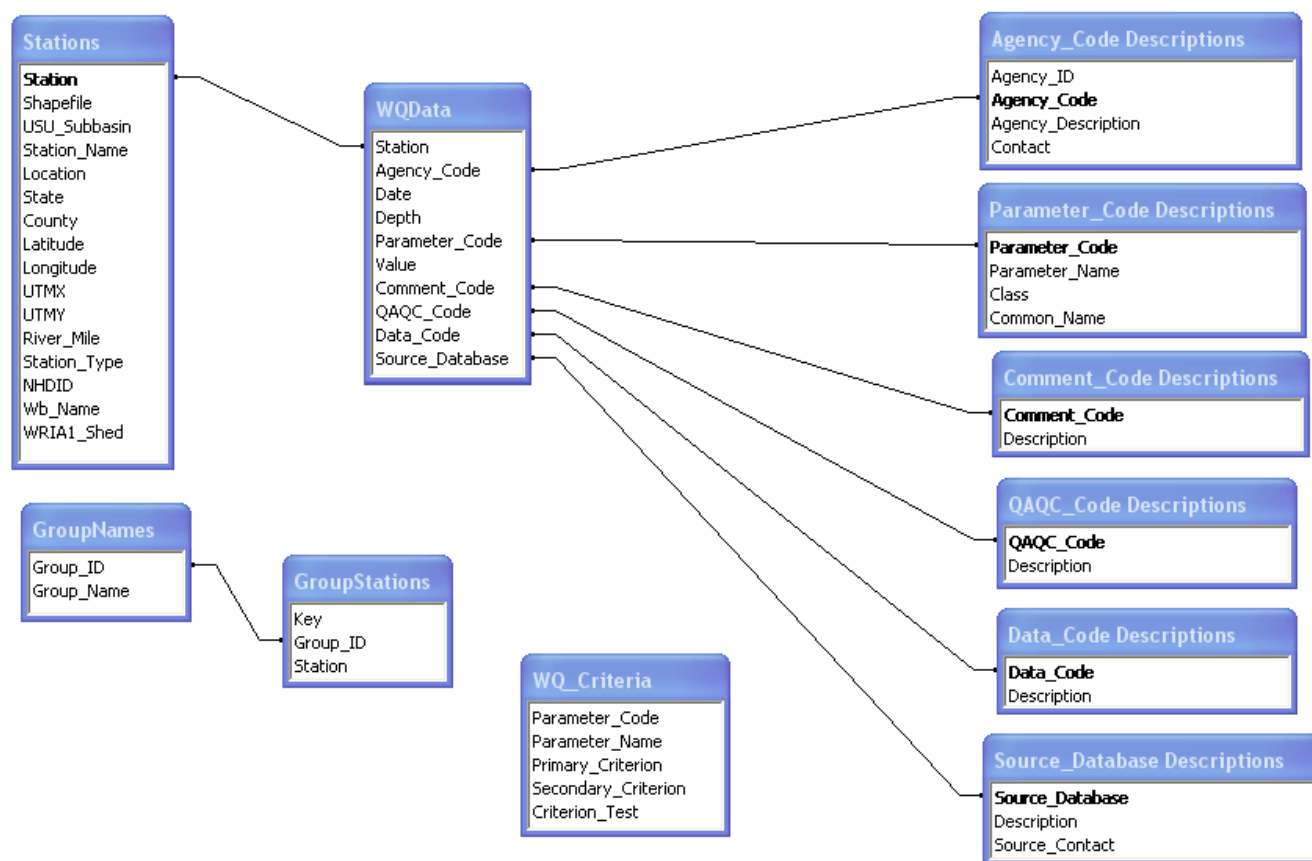 Stations
Station
Shapefile
USU_Subbasin
Station_Name
Location
State
County
Latitude
Longitude
UTMX
UTMY
River_Mile
Station_Type
NHDID
Wb_Name
WRIA1_Shed
WQData
Station
Agency_Code
Date
Depth
Parameter_Code
Value
Comment_Code
QAQC_Code
Data_Code
Source_Database
Agency_Code Descriptions
Agency_ID
Agency_Code
Agency_Description
Contact
Parameter_Code Descriptions
Parameter_Code
Parameter_Name
Class
Common_Name
Comment_Code Descriptions
Comment_Code
Description
QAQC_Code Descriptions
QAQC_Code
Description
Data_Code Descriptions
Data_Code
Description
Source_Database Descriptions
Source_Database
Description
Source_Contact
GroupNames
Group_ID
Group_Name
GroupStations
Key
Group_ID
Station
WQ_Criteria
Parameter_Code
Parameter_Name
Primary_Criterion
Secondary_Criterion
Criterion_Test